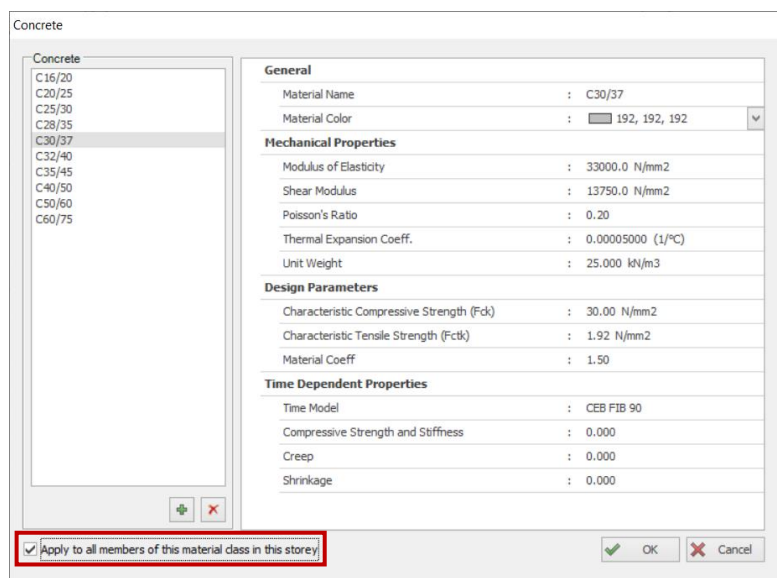 Concrete
Concrete
C16/20
C20/25
C25/30
C28/35
C30/37
C32/40
C35/45
C40/50
C50/60
C60/75
General
Material Name : C30/37
Material Color : 192, 192, 192
Mechanical Properties
Modulus of Elasticity : 33000.0 N/mm2
Shear Modulus : 13750.0 N/mm2
Poisson's Ratio : 0.20
Thermal Expansion Coeff. : 0.00005000 (1/ºC)
Unit Weight : 25.000 kN/m3
Design Parameters
Characteristic Compressive Strength (Fck) : 30.00 N/mm2
Characteristic Tensile Strength (Fctk) : 1.92 N/mm2
Material Coeff : 1.50
Time Dependent Properties
Time Model : CEB FIB 90
Compressive Strength and Stiffness : 0.000
Creep : 0.000
Shrinkage : 0.000
Apply to all members of this material class in this storey
OK
Cancel